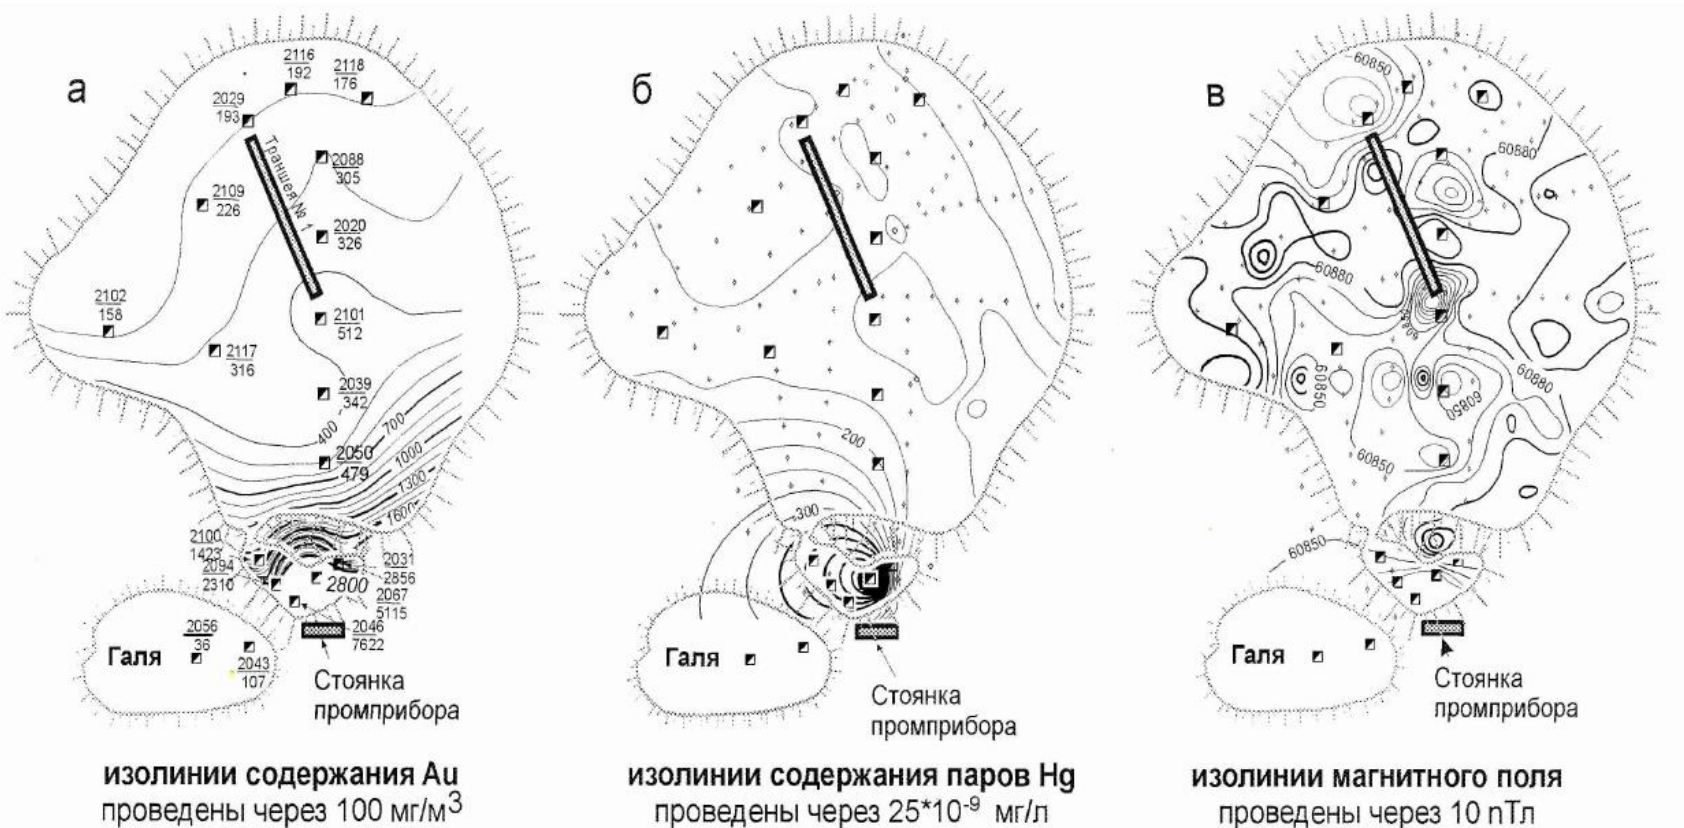 а
2116
192
2118
176
2029
193
Траншея №
2088
305
2109
226
2020
326
2102
158
2101
512
2117
316
2039
342
400
700
2050
479
1000
1300
1600
2100
1423
2094
2310
2031
2856
2800
2067
5115
2046
7622
2056
36
Галя
2043
107
Стоянка
промприбора
изолинии содержания Au
проведены через 100 мг/м³
б
200
300
Галя
Стоянка
промприбора
изолинии содержания паров Hg
проведены через 25*10⁻⁹ мг/л
в
60850
60880
60880
60880
60850
60850
60850
60850
Галя
Стоянка
промприбора
изолинии магнитного поля
проведены через 10 nТл